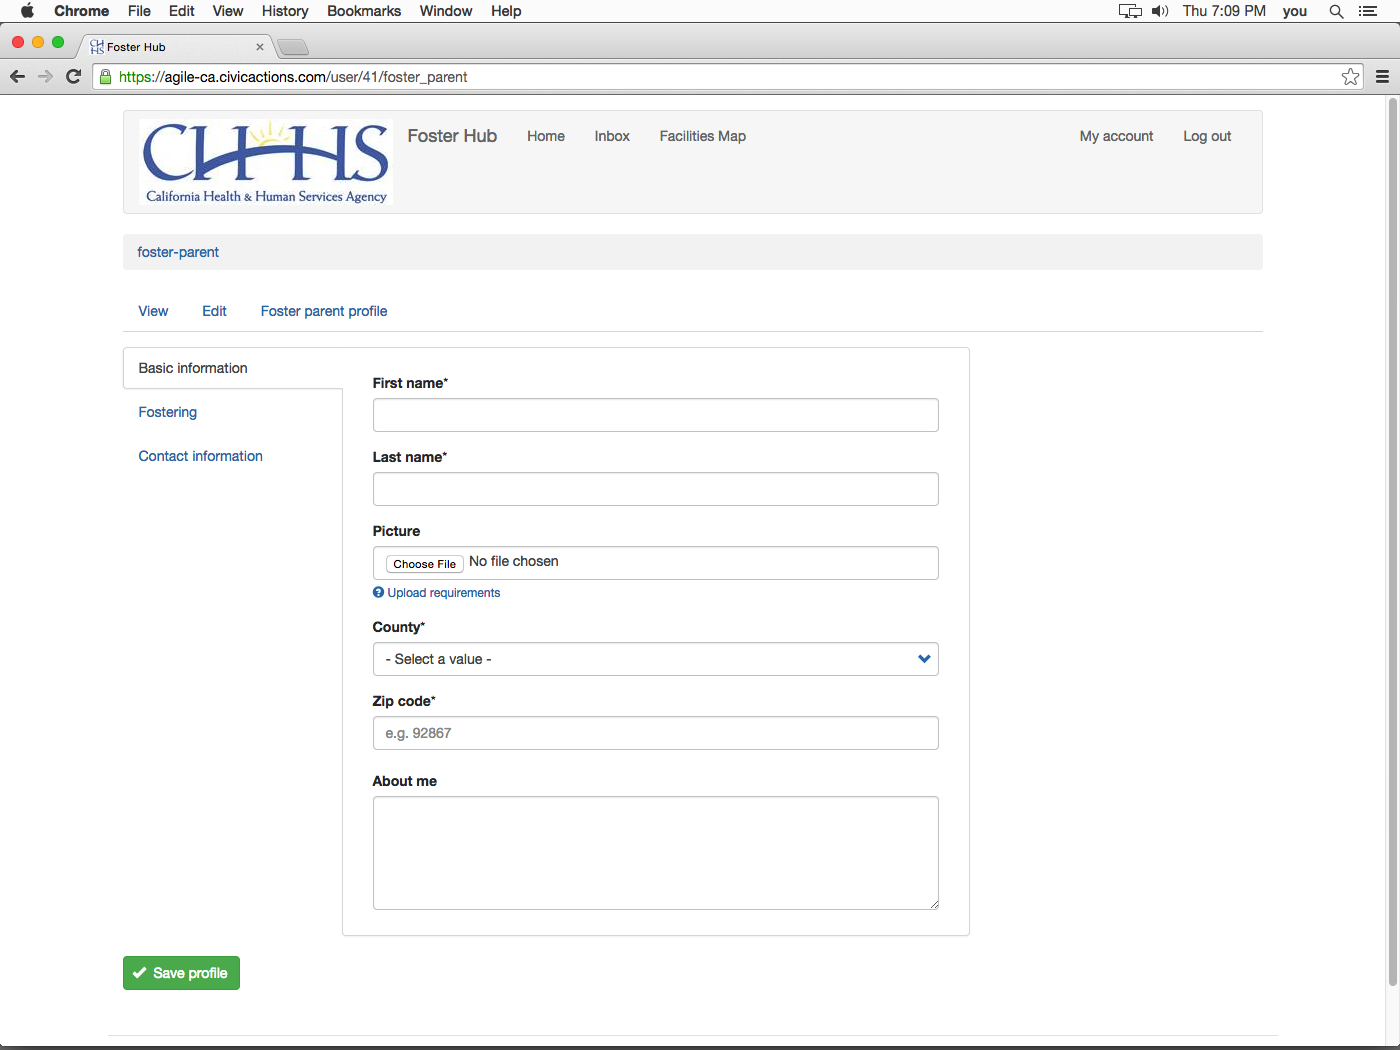 Chrome File Edit View History Bookmarks Window Help Thu 7:09 PM you
CHHS Foster Hub
https://agile-ca.civicactions.com/user/41/foster_parent
CHHS
California Health & Human Services Agency
Foster Hub Home Inbox Facilities Map My account Log out
foster-parent
View Edit Foster parent profile
Basic information
Fostering
Contact information
First name*
Last name*
Picture
Choose File No file chosen
Upload requirements
County*
- Select a value -
Zip code*
e.g. 92867
About me
Save profile